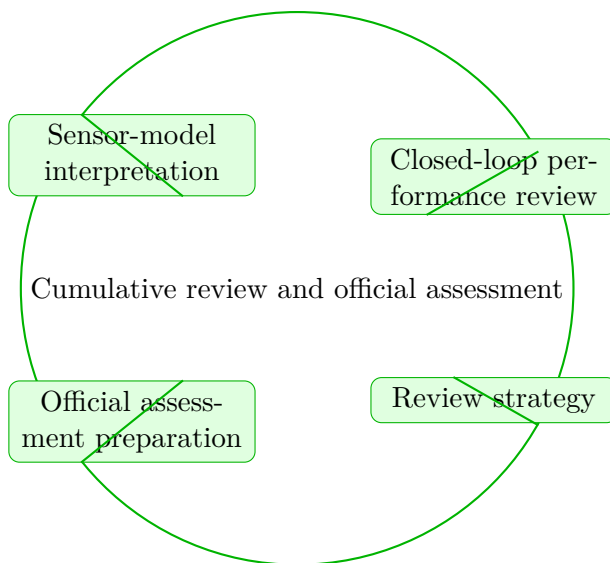 Sensor-model
interpretation
Closed-loop per-
formance review
Cumulative review and official assessment
Official assess-
ment preparation
Review strategy